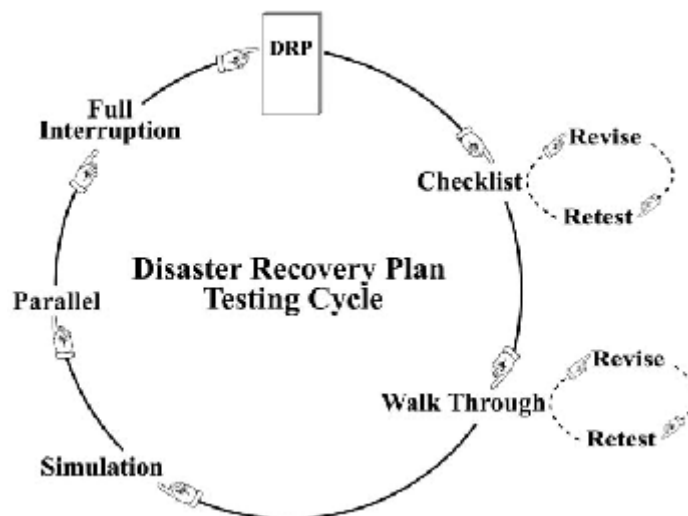 DRP
Full
Interruption
Revise
Checklist
Retest
Disaster Recovery Plan
Testing Cycle
Parallel
Revise
Walk Through
Retest
Simulation